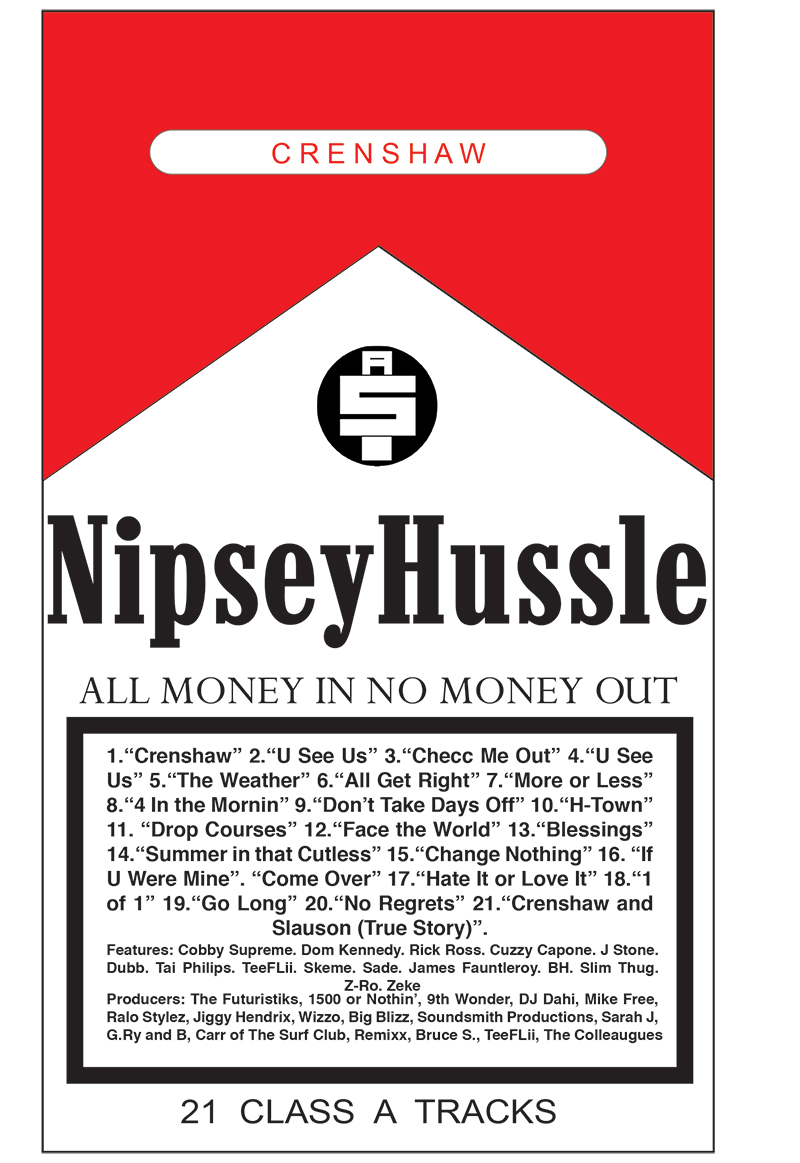 CRENSHAW
A
S
NipseyHussle
ALL MONEY IN NO MONEY OUT
1.“Crenshaw” 2.“U See Us” 3.“Checc Me Out” 4.“U See
Us” 5.“The Weather” 6.“All Get Right” 7.“More or Less”
8.“4 In the Mornin” 9.“Don’t Take Days Off” 10.“H-Town”
11. “Drop Courses” 12.“Face the World” 13.“Blessings”
14.“Summer in that Cutless” 15.“Change Nothing” 16. “If
U Were Mine”. “Come Over” 17.“Hate It or Love It” 18.“1
of 1” 19.“Go Long” 20.“No Regrets” 21.“Crenshaw and
Slauson (True Story)”.
Features: Cobby Supreme. Dom Kennedy. Rick Ross. Cuzzy Capone. J Stone.
Dubb. Tai Philips. TeeFLii. Skeme. Sade. James Fauntleroy. BH. Slim Thug.
Z-Ro. Zeke
Producers: The Futuristiks, 1500 or Nothin’, 9th Wonder, DJ Dahi, Mike Free,
Ralo Stylez, Jiggy Hendrix, Wizzo, Big Blizz, Soundsmith Productions, Sarah J,
G.Ry and B, Carr of The Surf Club, Remixx, Bruce S., TeeFLii, The Colleaugues
21 CLASS A TRACKS